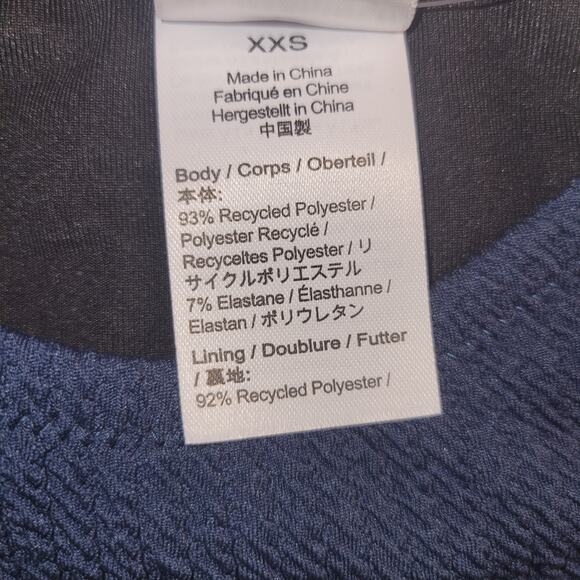 XXS
Made in China
Fabriqué en Chine
Hergestellt in China
中国製
Body / Corps / Oberteil /
本体:
93% Recycled Polyester /
Polyester Recyclé /
Recyceltes Polyester / リ
サイクルポリエステル
7% Elastane / Élasthanne /
Elastan / ポリウレタン
Lining / Doublure / Futter
/ 裏地:
92% Recycled Polyester /